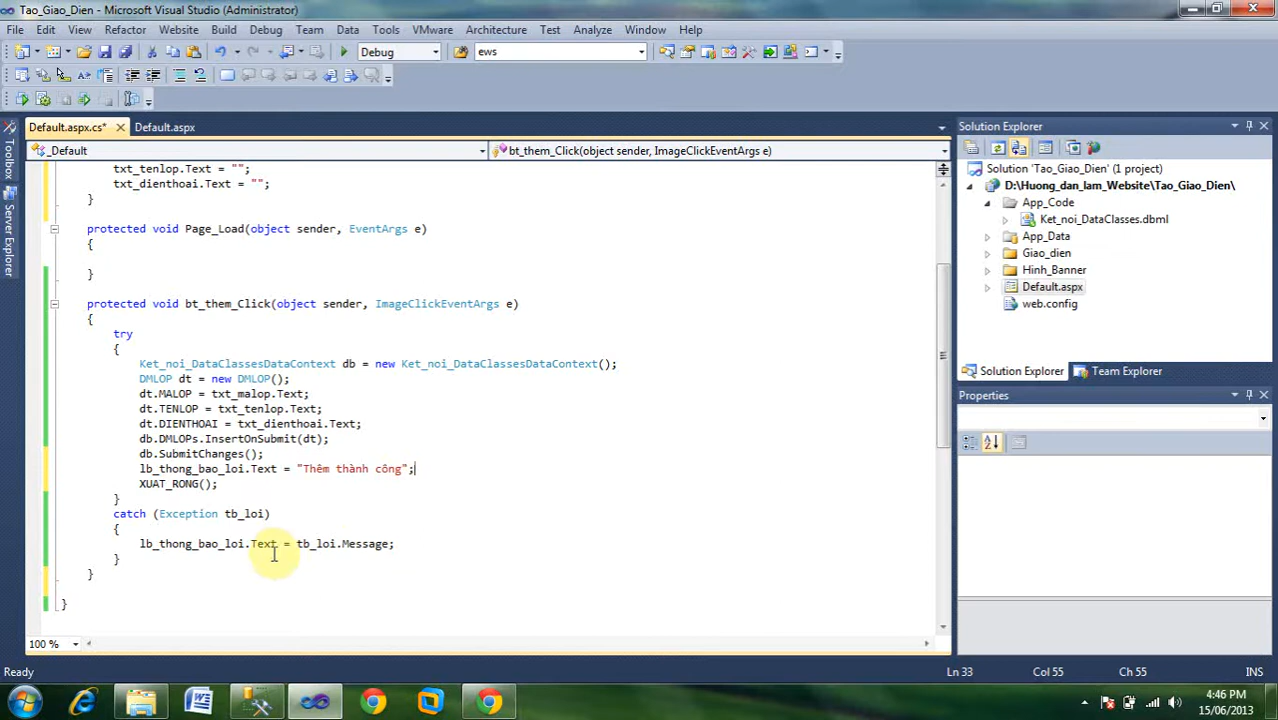 Tao_Giao_Dien - Microsoft Visual Studio (Administrator)
File Edit View Refactor Website Build Debug Team Data Tools VMware Architecture Test Analyze Window Help
Debug ews
Default.aspx.cs* Default.aspx
_Default bt_them_Click(object sender, ImageClickEventArgs e)
Toolbox
Server Explorer
txt_tenlop.Text = "";
txt_dienthoai.Text = "";
}
protected void Page_Load(object sender, EventArgs e)
{
}
protected void bt_them_Click(object sender, ImageClickEventArgs e)
{
try
{
Ket_noi_DataClassesDataContext db = new Ket_noi_DataClassesDataContext();
DMLOP dt = new DMLOP();
dt.MALOP = txt_malop.Text;
dt.TENLOP = txt_tenlop.Text;
dt.DIENTHOAI = txt_dienthoai.Text;
db.DMLOPs.InsertOnSubmit(dt);
db.SubmitChanges();
lb_thong_bao_loi.Text = "Thêm thành công";
XUAT_RONG();
}
catch (Exception tb_loi)
{
lb_thong_bao_loi.Text = tb_loi.Message;
}
}
}
100 %
Solution Explorer
Solution 'Tao_Giao_Dien' (1 project)
D:\Huong_dan_lam_Website\Tao_Giao_Dien\
App_Code
Ket_noi_DataClasses.dbml
App_Data
Giao_dien
Hinh_Banner
Default.aspx
web.config
Solution Explorer Team Explorer
Properties
Ready Ln 33 Col 55 Ch 55 INS
4:46 PM
15/06/2013